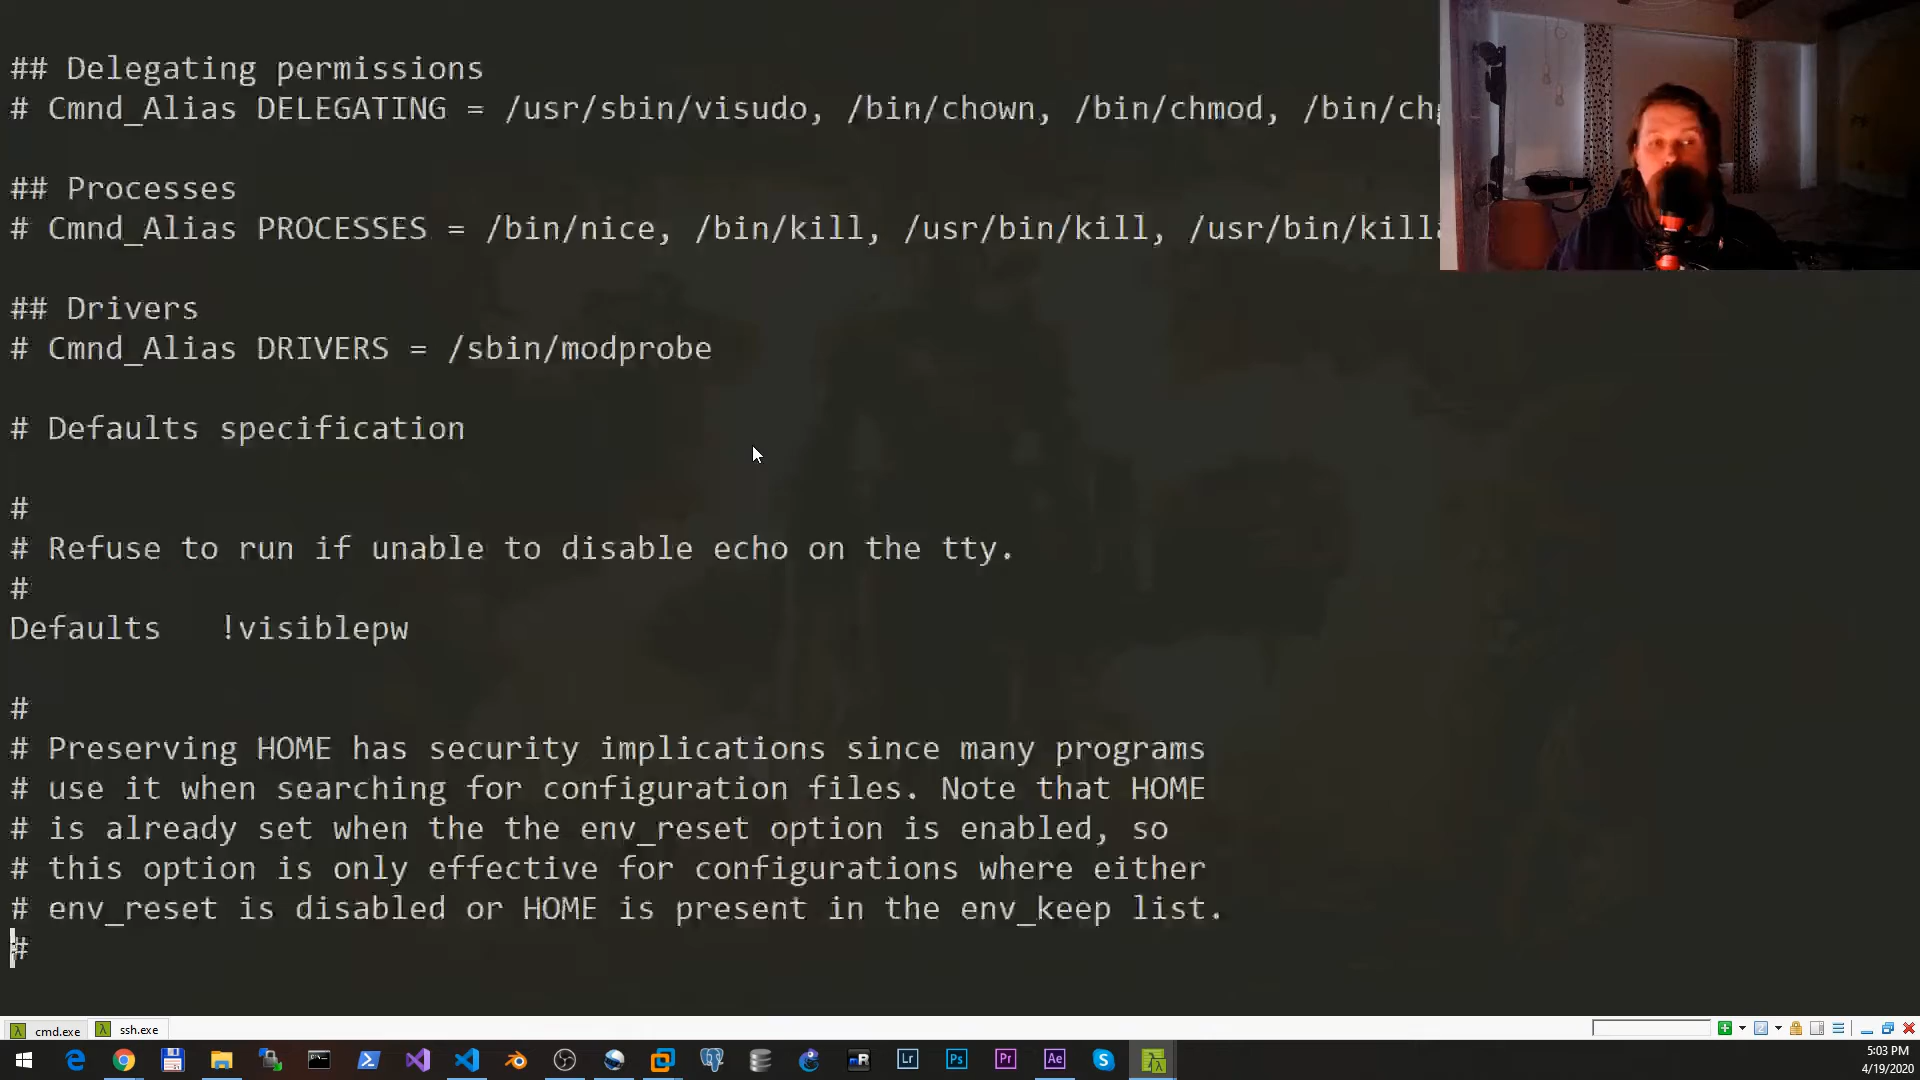 ## Delegating permissions
# Cmnd_Alias DELEGATING = /usr/sbin/visudo, /bin/chown, /bin/chmod,
## Processes
# Cmnd_Alias PROCESSES = /bin/nice, /bin/kill, /usr/bin/kill,
## Drivers
# Cmnd_Alias DRIVERS = /sbin/modprobe
# Defaults specification
#
# Refuse to run if unable to disable echo on the tty.
#
Defaults !visiblepw
#
# Preserving HOME has security implications since many programs
# use it when searching for configuration files. Note that HOME
# is already set when the the env_reset option is enabled, so
# this option is only effective for configurations where either
# env_reset is disabled or HOME is present in the env_keep list.
#
cmd.exe ssh.exe
mR Lr Ps Pr Ae S
5:03 PM
4/19/2020